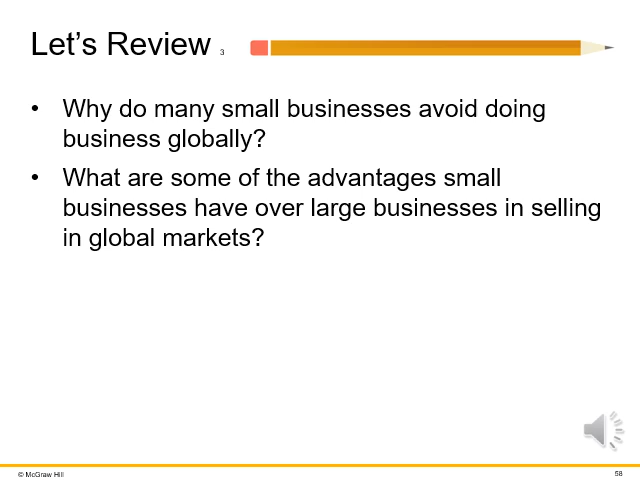 Let’s Review 3
• Why do many small businesses avoid doing
business globally?
• What are some of the advantages small
businesses have over large businesses in selling
in global markets?
© McGraw Hill
58